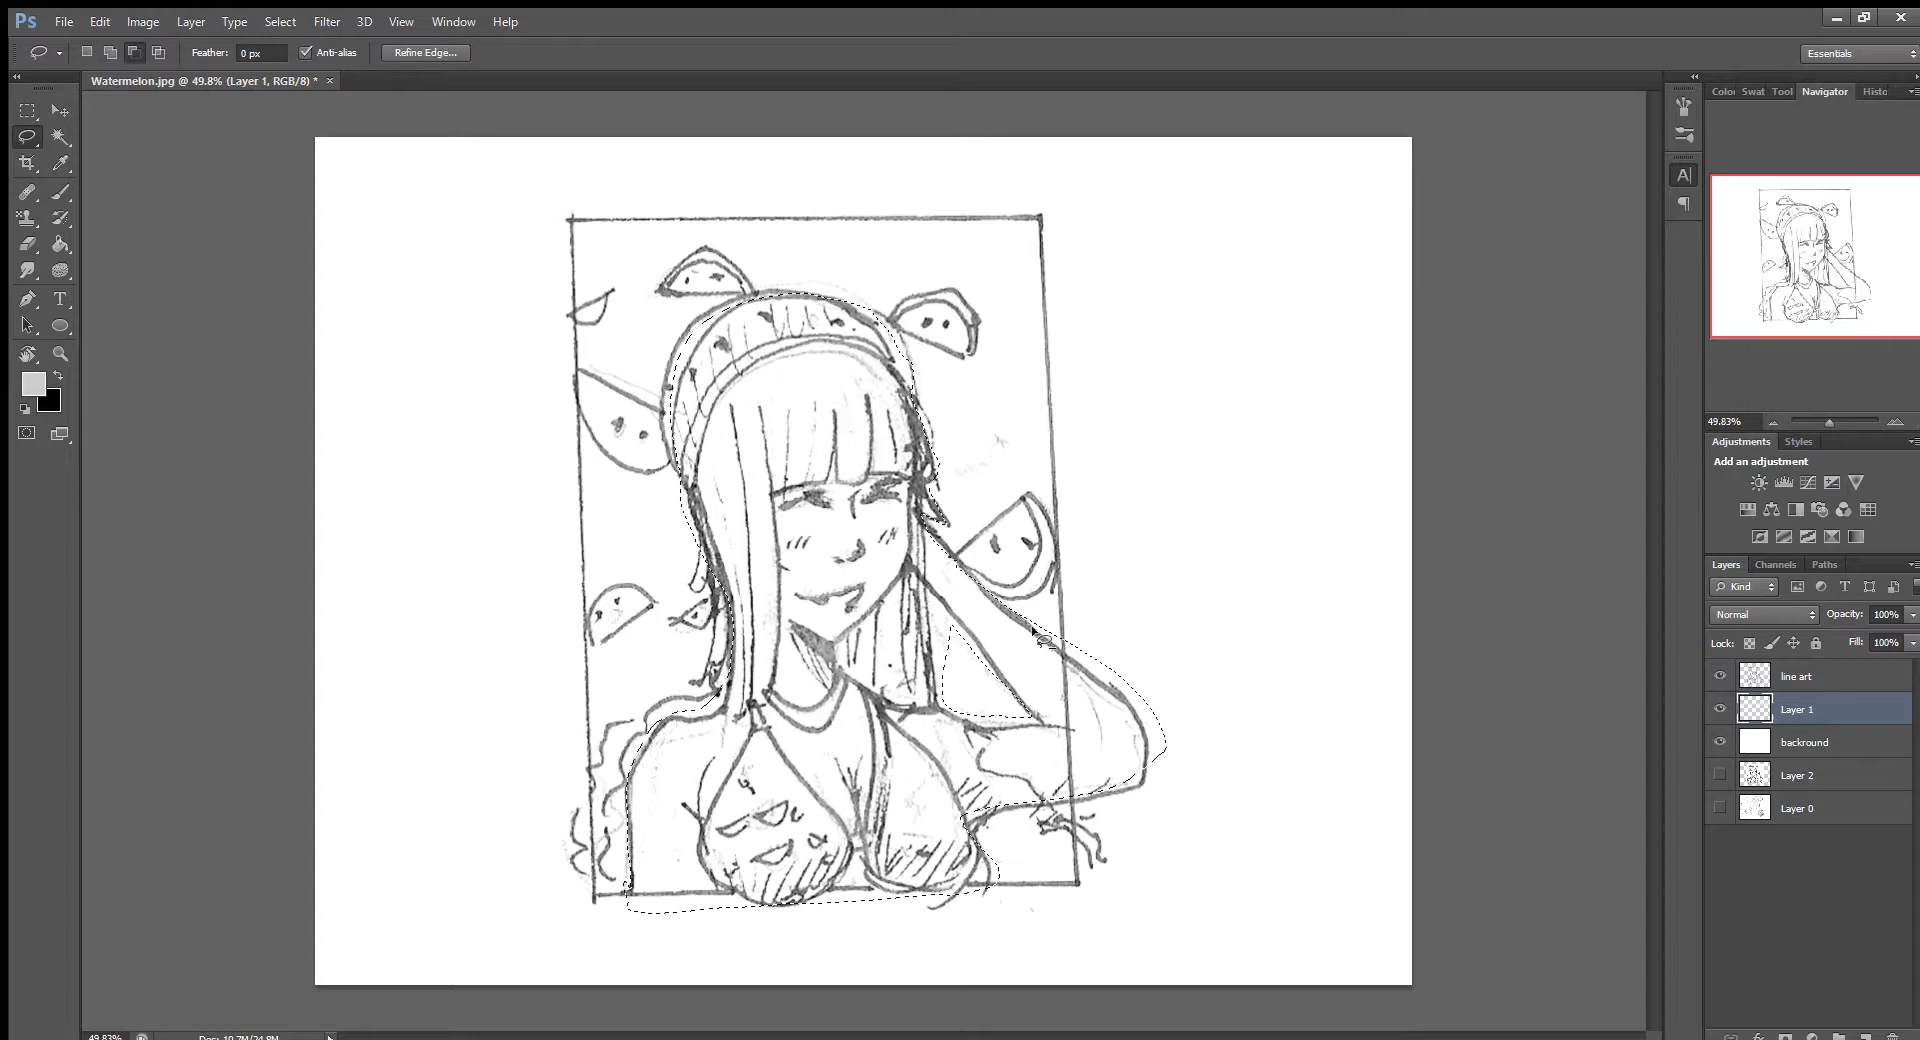 Ps File Edit Image Layer Type Select Filter 3D View Window Help
Feather: 0 px Anti-alias Refine Edge... Essentials
Watermelon.jpg @ 49.8% (Layer 1, RGB/8) * ×
Swat Tool Navigator Histo
49.83%
Adjustments Styles
Add an adjustment
Layers Channels Paths
Kind
Normal Opacity: 100%
Lock: Fill: 100%
line art
Layer 1
backround
Layer 2
Layer 0
49.83%